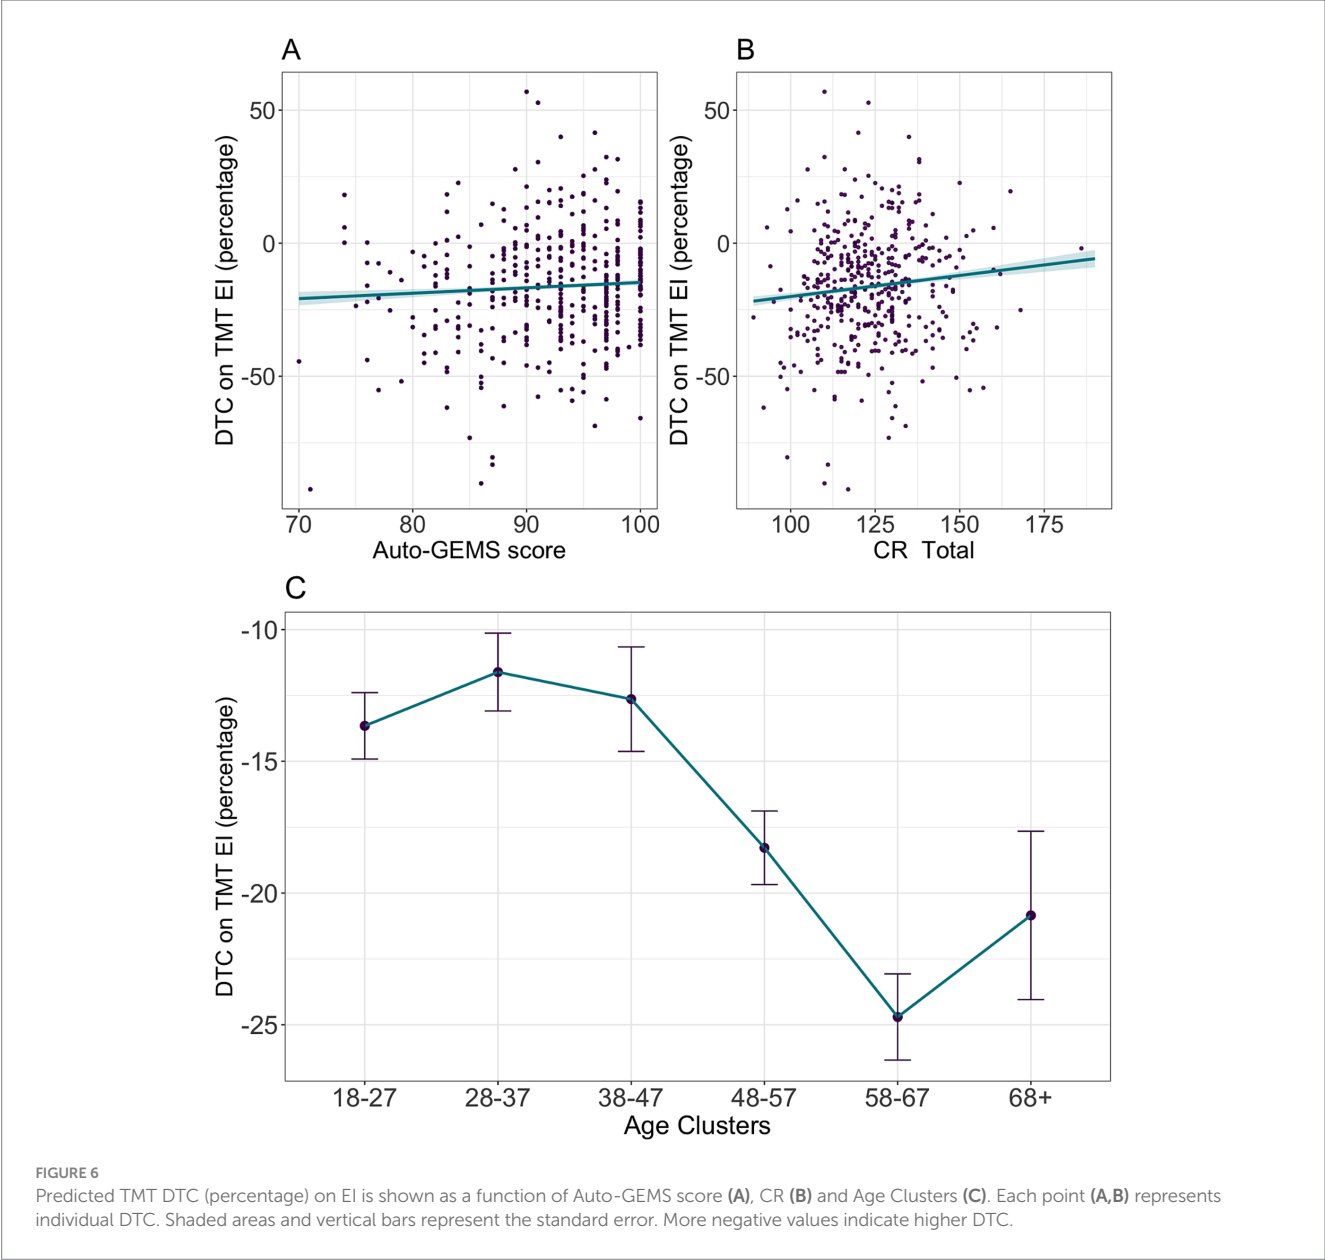 A
B
DTC on TMT EI (percentage)
50
0
-50
70 80 90 100
Auto-GEMS score
DTC on TMT EI (percentage)
50
0
-50
100 125 150 175
CR Total
C
DTC on TMT EI (percentage)
-10
-15
-20
-25
18-27 28-37 38-47 48-57 58-67 68+
Age Clusters
FIGURE 6
Predicted TMT DTC (percentage) on EI is shown as a function of Auto-GEMS score (A), CR (B) and Age Clusters (C). Each point (A,B) represents
individual DTC. Shaded areas and vertical bars represent the standard error. More negative values indicate higher DTC.